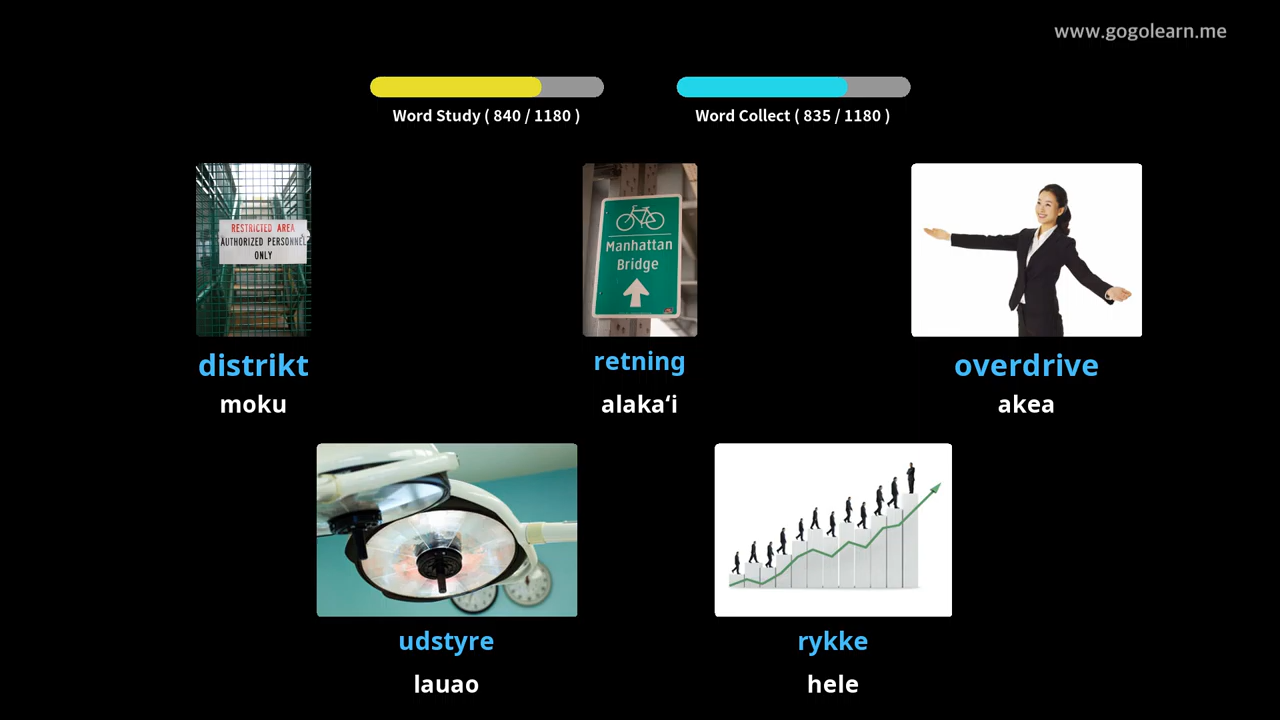 www.gogolearn.me
Word Study ( 840 / 1180 )
Word Collect ( 835 / 1180 )
RESTRICTED AREA
AUTHORIZED PERSONNEL
ONLY
Manhattan
Bridge
distrikt
moku
retning
alakaʻi
overdrive
akea
udstyre
lauao
rykke
hele